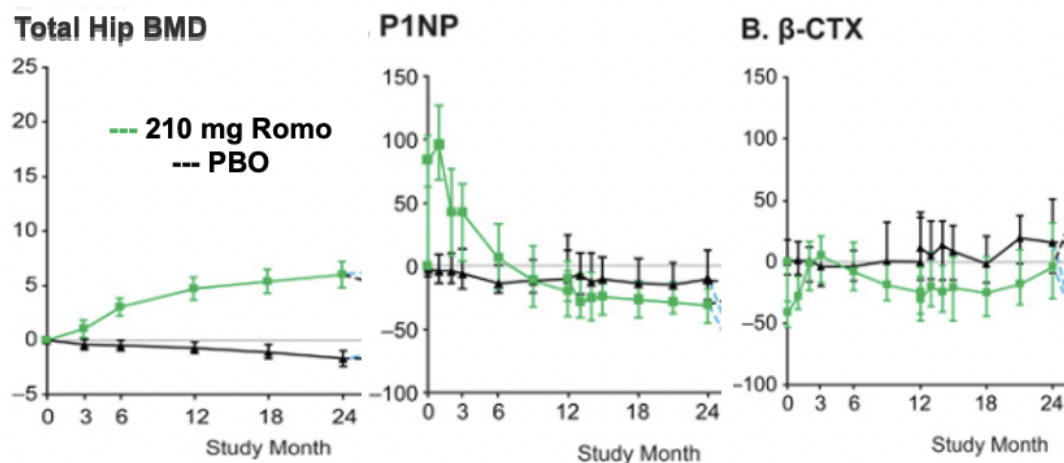 Total Hip BMD
25
20
15
10
5
0
–5
0 3 6 12 18 24
Study Month
--- 210 mg Romo
--- PBO
P1NP
150
100
50
0
–50
–100
0 3 6 12 18 24
Study Month
B. β-CTX
150
100
50
0
–50
–100
0 3 6 12 18 24
Study Month